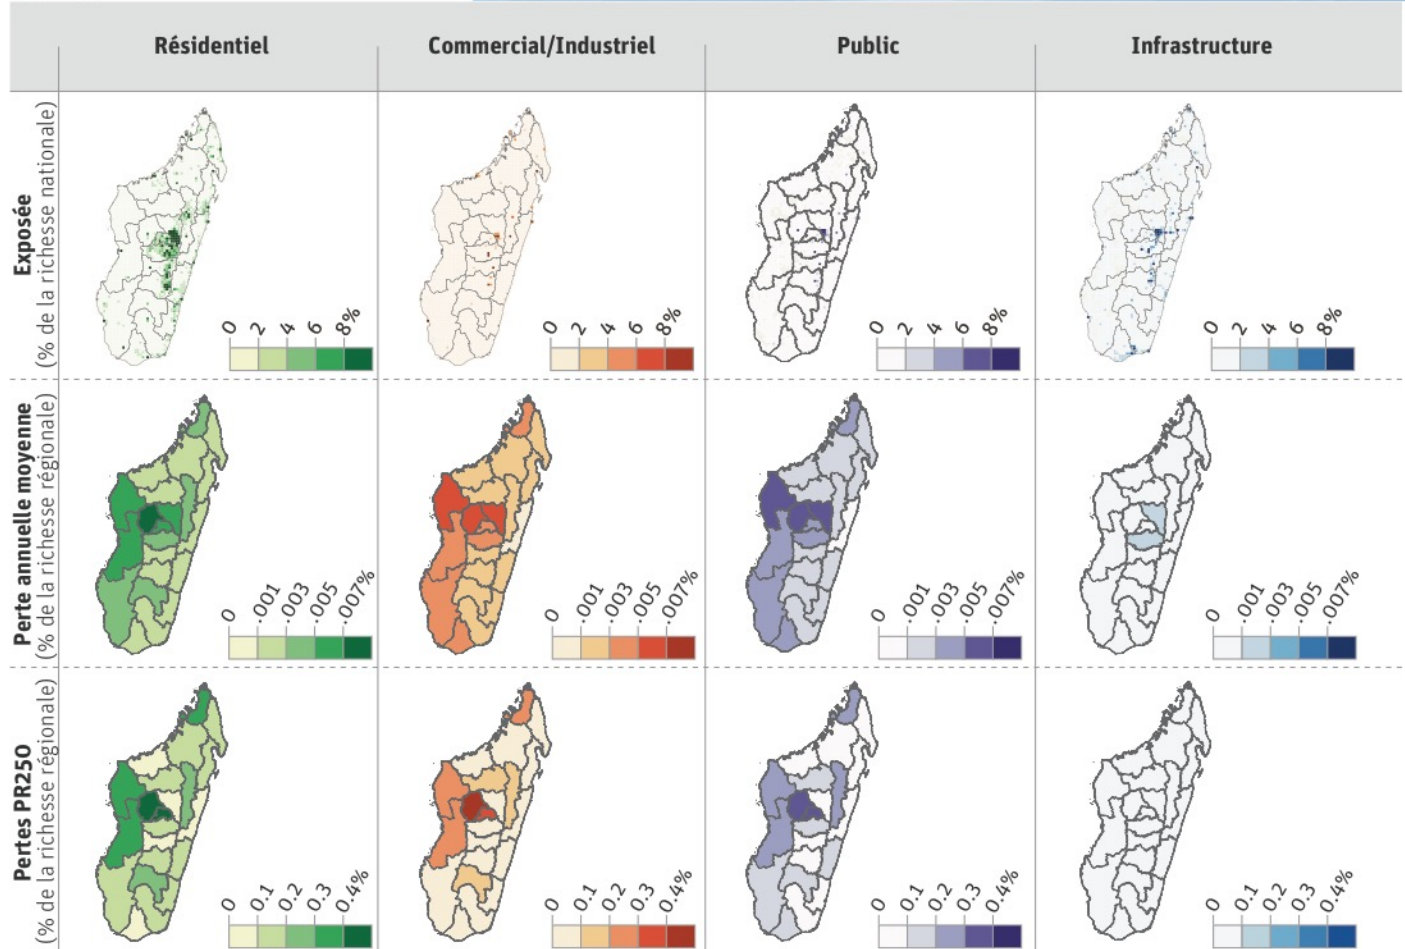 Résidentiel
Commercial/Industriel
Public
Infrastructure
Exposée
(% de la richesse nationale)
0 2 4 6 8%
0 2 4 6 8%
0 2 4 6 8%
0 2 4 6 8%
Perte annuelle moyenne
(% de la richesse régionale)
0 .001 .003 .005 .007%
0 .001 .003 .005 .007%
0 .001 .003 .005 .007%
0 .001 .003 .005 .007%
Pertes PR250
(% de la richesse régionale)
0 0.1 0.2 0.3 0.4%
0 0.1 0.2 0.3 0.4%
0 0.1 0.2 0.3 0.4%
0 0.1 0.2 0.3 0.4%